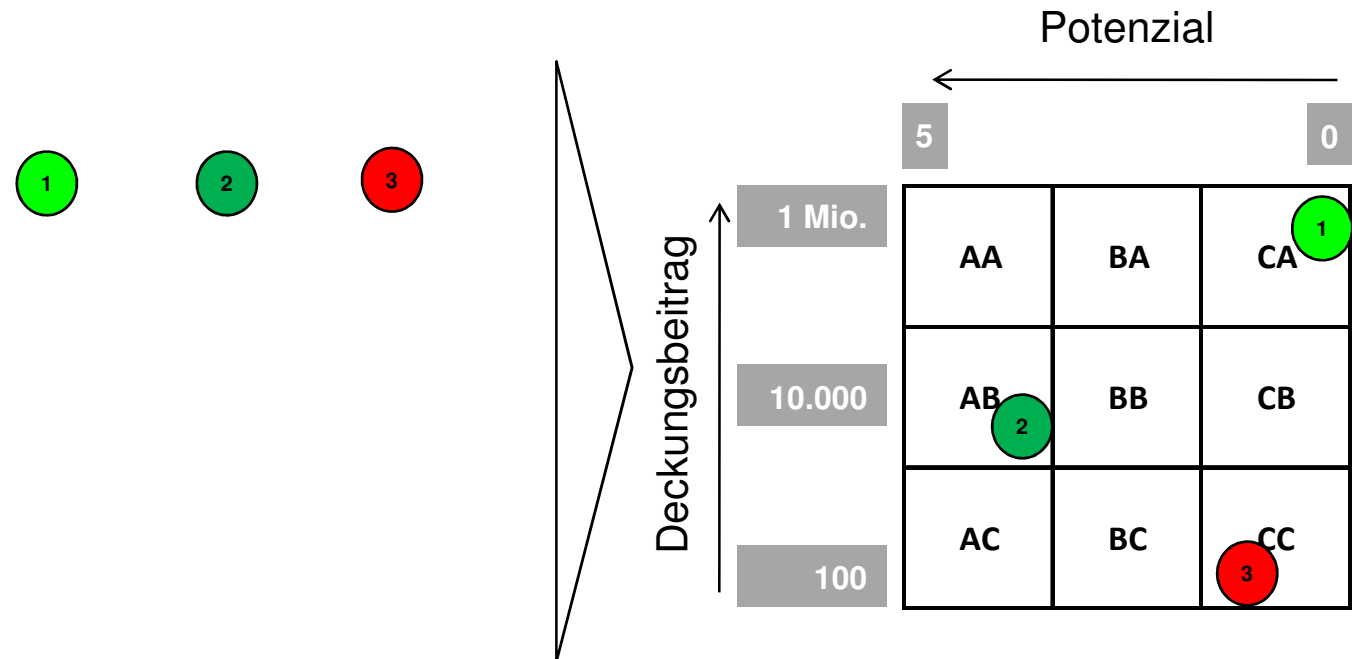 Potenzial
5
0
1 2 3
1 Mio.
1
AA BA CA
Deckungsbeitrag
10.000
AB BB CB
2
AC BC CC
100
3